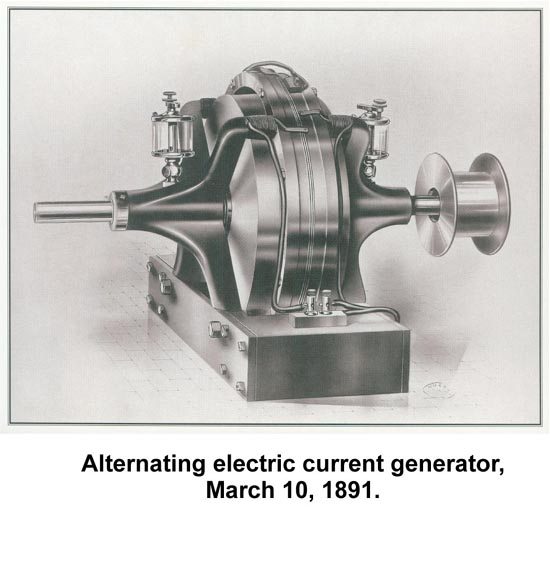 Alternating electric current generator,
March 10, 1891.